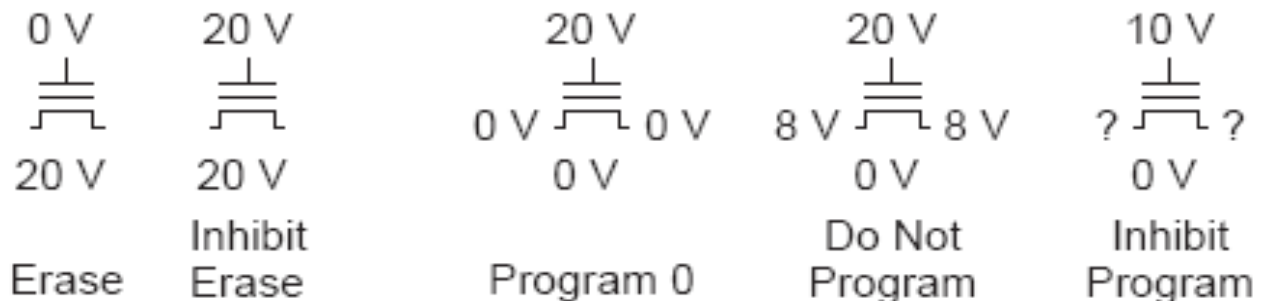 0 V 20 V 20 V 20 V 10 V
0 V 0 V 8 V 8 V ? ?
20 V 20 V 0 V 0 V 0 V
Inhibit Do Not Inhibit
Erase Erase Program 0 Program Program